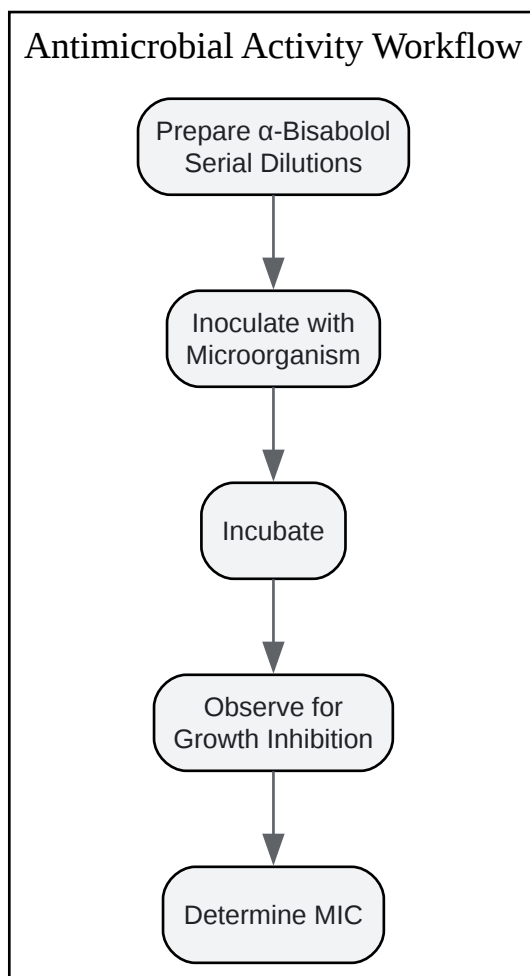 Antimicrobial Activity Workflow
Prepare α-Bisabolol
Serial Dilutions
Inoculate with
Microorganism
Incubate
Observe for
Growth Inhibition
Determine MIC